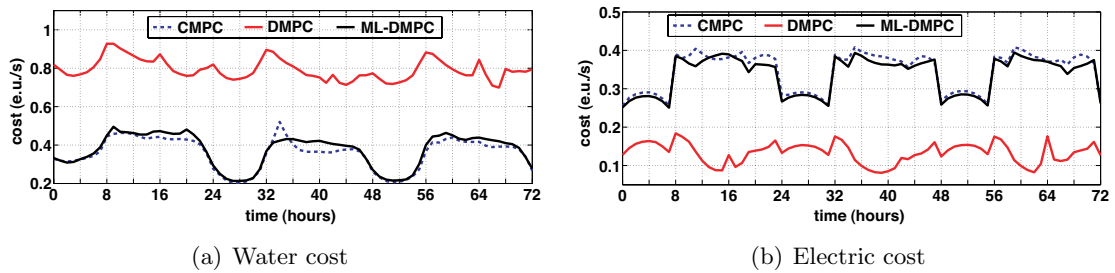 CMPC DMPC ML-DMPC
1
0.8
0.6
0.4
0.2
cost (e.u./s)
0 8 16 24 32 40 48 56 64 72
time (hours)
(a) Water cost
CMPC DMPC ML-DMPC
0.5
0.4
0.3
0.2
0.1
cost (e.u./s)
0 8 16 24 32 40 48 56 64 72
time (hours)
(b) Electric cost